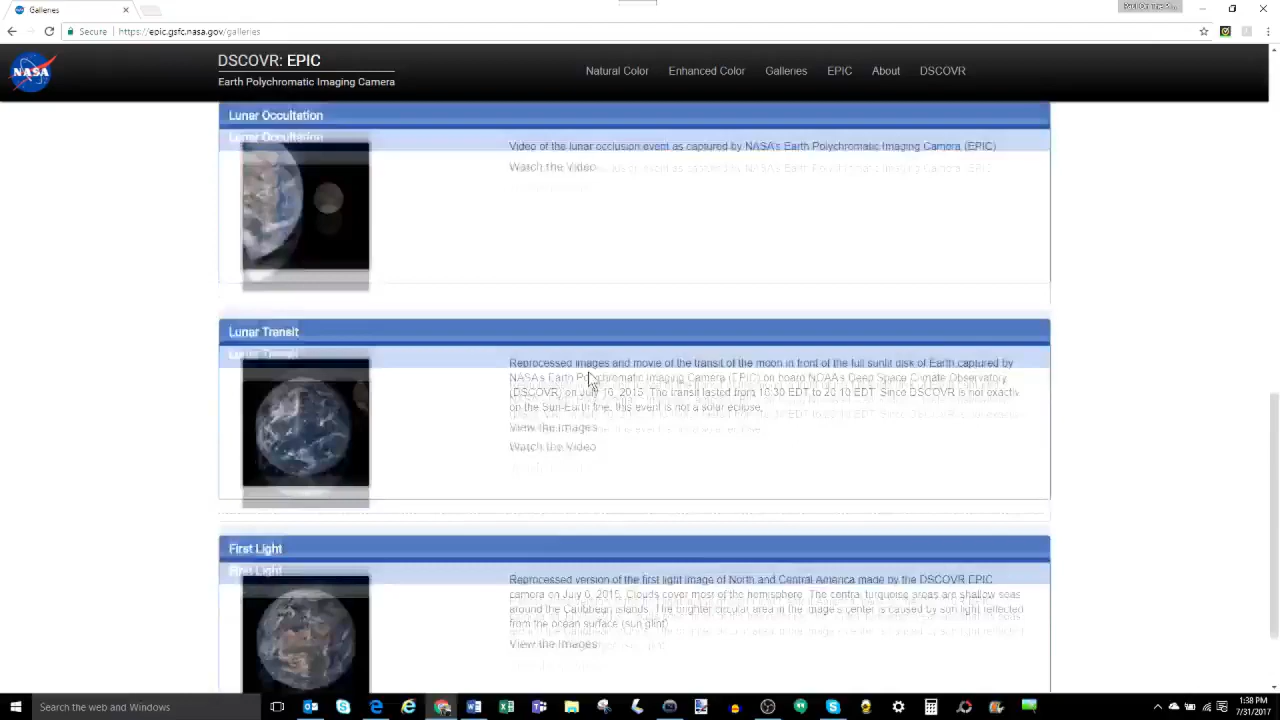 Galleries
Secure
https://epic.gsfc.nasa.gov/galleries
NASA
DSCOVR: EPIC
Earth Polychromatic Imaging Camera
Natural Color
Enhanced Color
Galleries
EPIC
About
DSCOVR
Lunar Occultation
Video of the lunar occlusion event as captured by NASA's Earth Polychromatic Imaging Camera (EPIC)
Watch the Video
Lunar Transit
Reprocessed images and movie of the transit of the moon in front of the full sunlit disk of Earth captured by
NASA's Earth Polychromatic Imaging Camera (EPIC) on board NOAA's Deep Space Climate Observatory
(DSCOVR) on July 16, 2015. The transit lasted from 16:30 EDT to 22:10 EDT. Since DSCOVR is not exactly
on the Sun-Earth line, this event is not a solar eclipse.
View the Images
Watch the Video
First Light
Reprocessed version of the first light image of North and Central America made by the DSCOVR EPIC
camera on July 6, 2015. Clouds cover most of the hemisphere. The central turquoise areas are shallow seas
around the Caribbean islands. The brighter circular area in the image's center is caused by sun light reflected
from the ocean surface (sun glint)
View the Images
Search the web and Windows
1:38 PM
7/31/2017